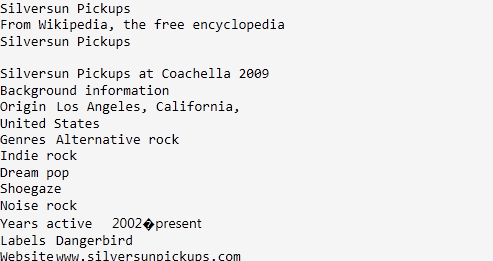 Silversun Pickups
From Wikipedia, the free encyclopedia
Silversun Pickups
Silversun Pickups at Coachella 2009
Background information
Origin Los Angeles, California,
United States
Genres Alternative rock
Indie rock
Dream pop
Shoegaze
Noise rock
Years active 2002�present
Labels Dangerbird
Website www.silversunpickups.com